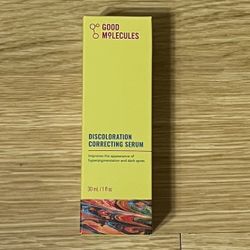 GOOD
MOLECULES
DISCOLORATION
CORRECTING SERUM
Improves the appearance of
hyperpigmentation and dark spots
30 ml / 1 fl oz